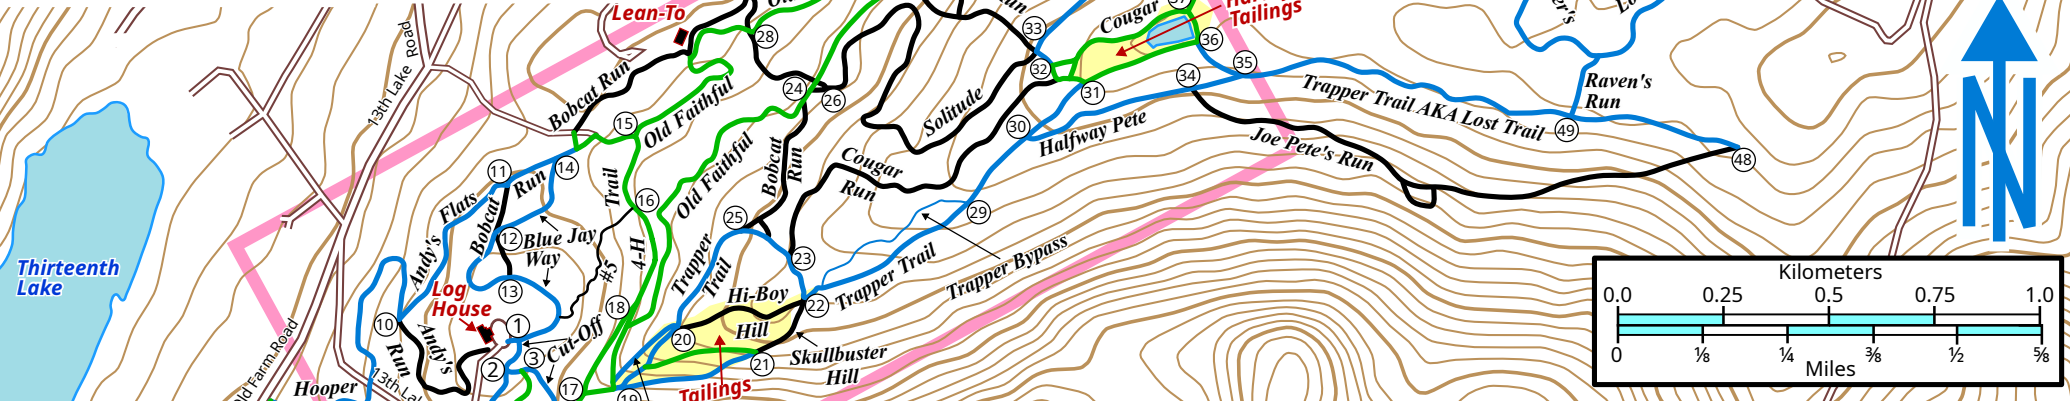 Lean-To
Cougar
Tailings
37
36
35
34
33
32
31
30
29
28
26
24
25
23
22
21
20
18
17
16
15
14
13
12
11
10
1
2
3
48
49
13th Lake Road
Bobcat Run
Old Faithful
Old Faithful
Solitude
Halfway Pete
Trapper Trail AKA Lost Trail
Raven's
Run
Joe Pete's Run
Cougar
Run
Bobcat
Run
Trail
4-H
#5
Andy's
Flats
Bobcat
Run
Blue Jay
Way
Trapper
Trail
Trapper Trail
Trapper Bypass
Hi-Boy
Hill
Skullbuster
Hill
Cut-Off
Log
House
Andy's
Run
Thirteenth
Lake
Hooper
Tailings
N
Kilometers
0.0 0.25 0.5 0.75 1.0
0 ⅛ ¼ ⅜ ½ ⅝
Miles